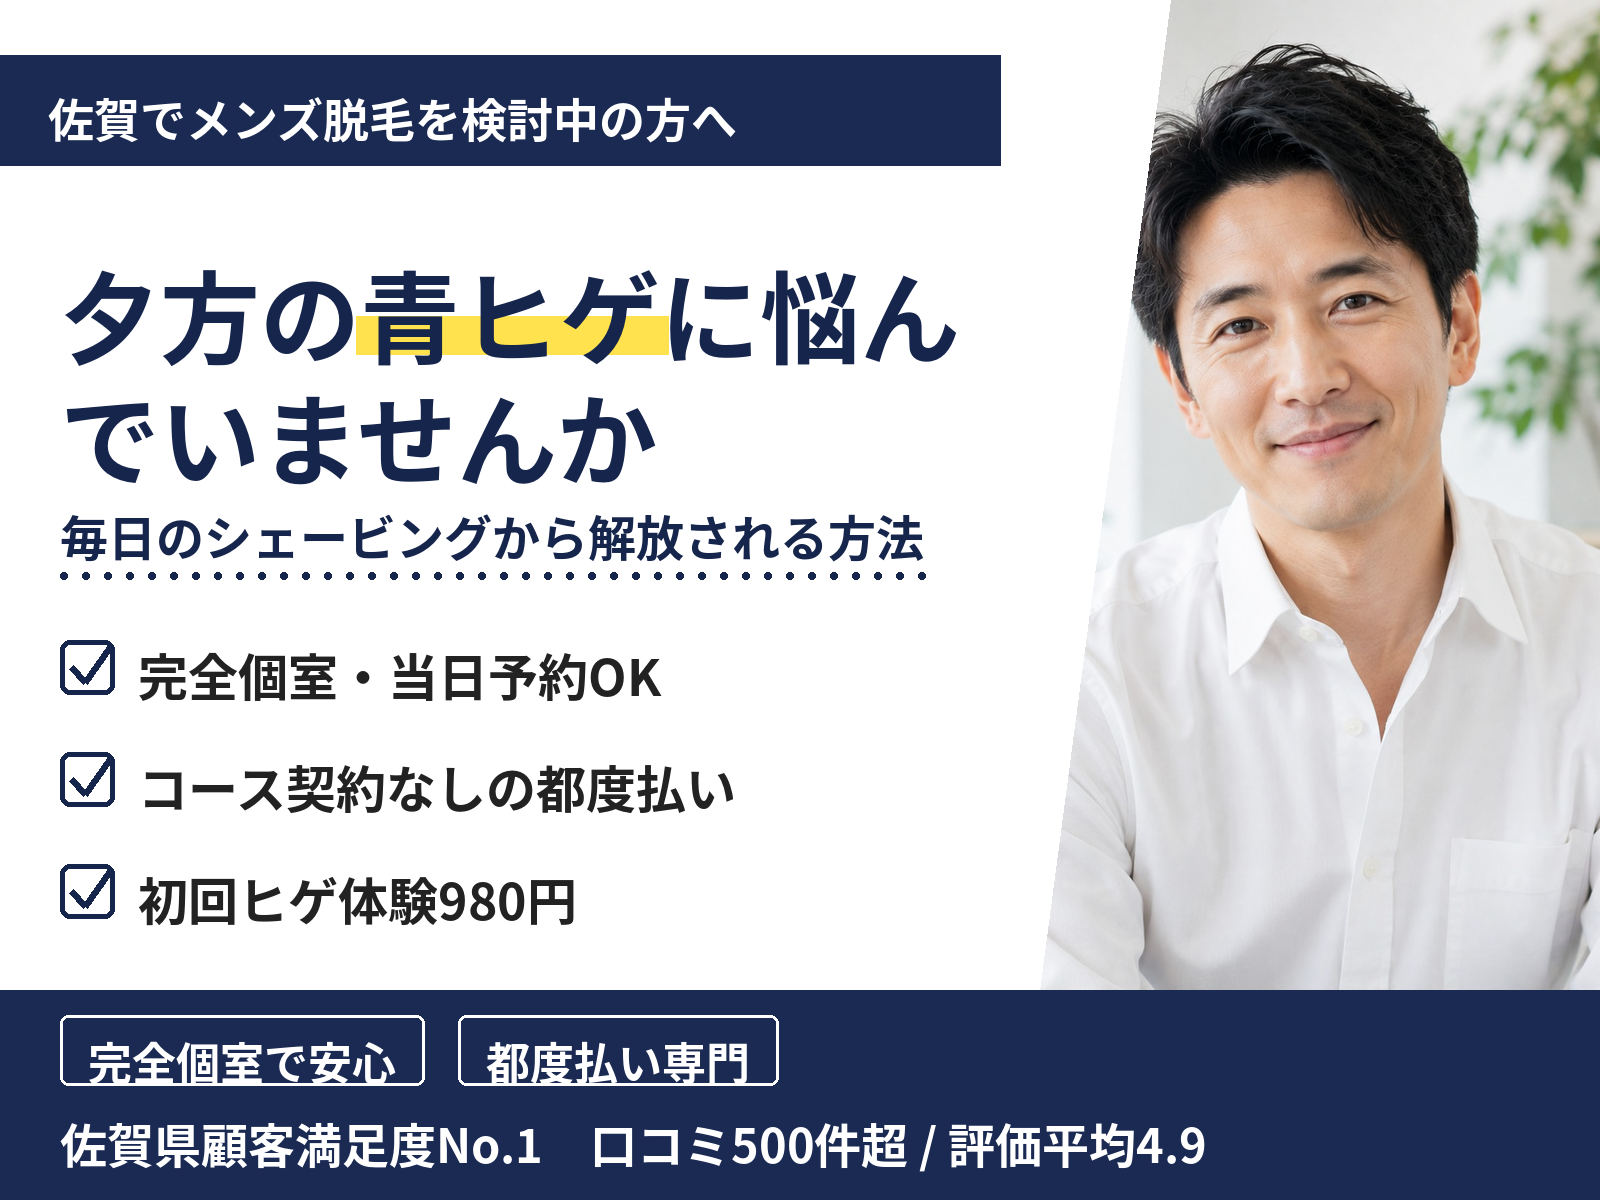 佐賀でメンズ脱毛を検討中の方へ
夕方の青ヒゲに悩ん
でいませんか
毎日のシェービングから解放される方法
完全個室・当日予約OK
コース契約なしの都度払い
初回ヒゲ体験980円
完全個室で安心
都度払い専門
佐賀県顧客満足度No.1　口コミ500件超 / 評価平均4.9